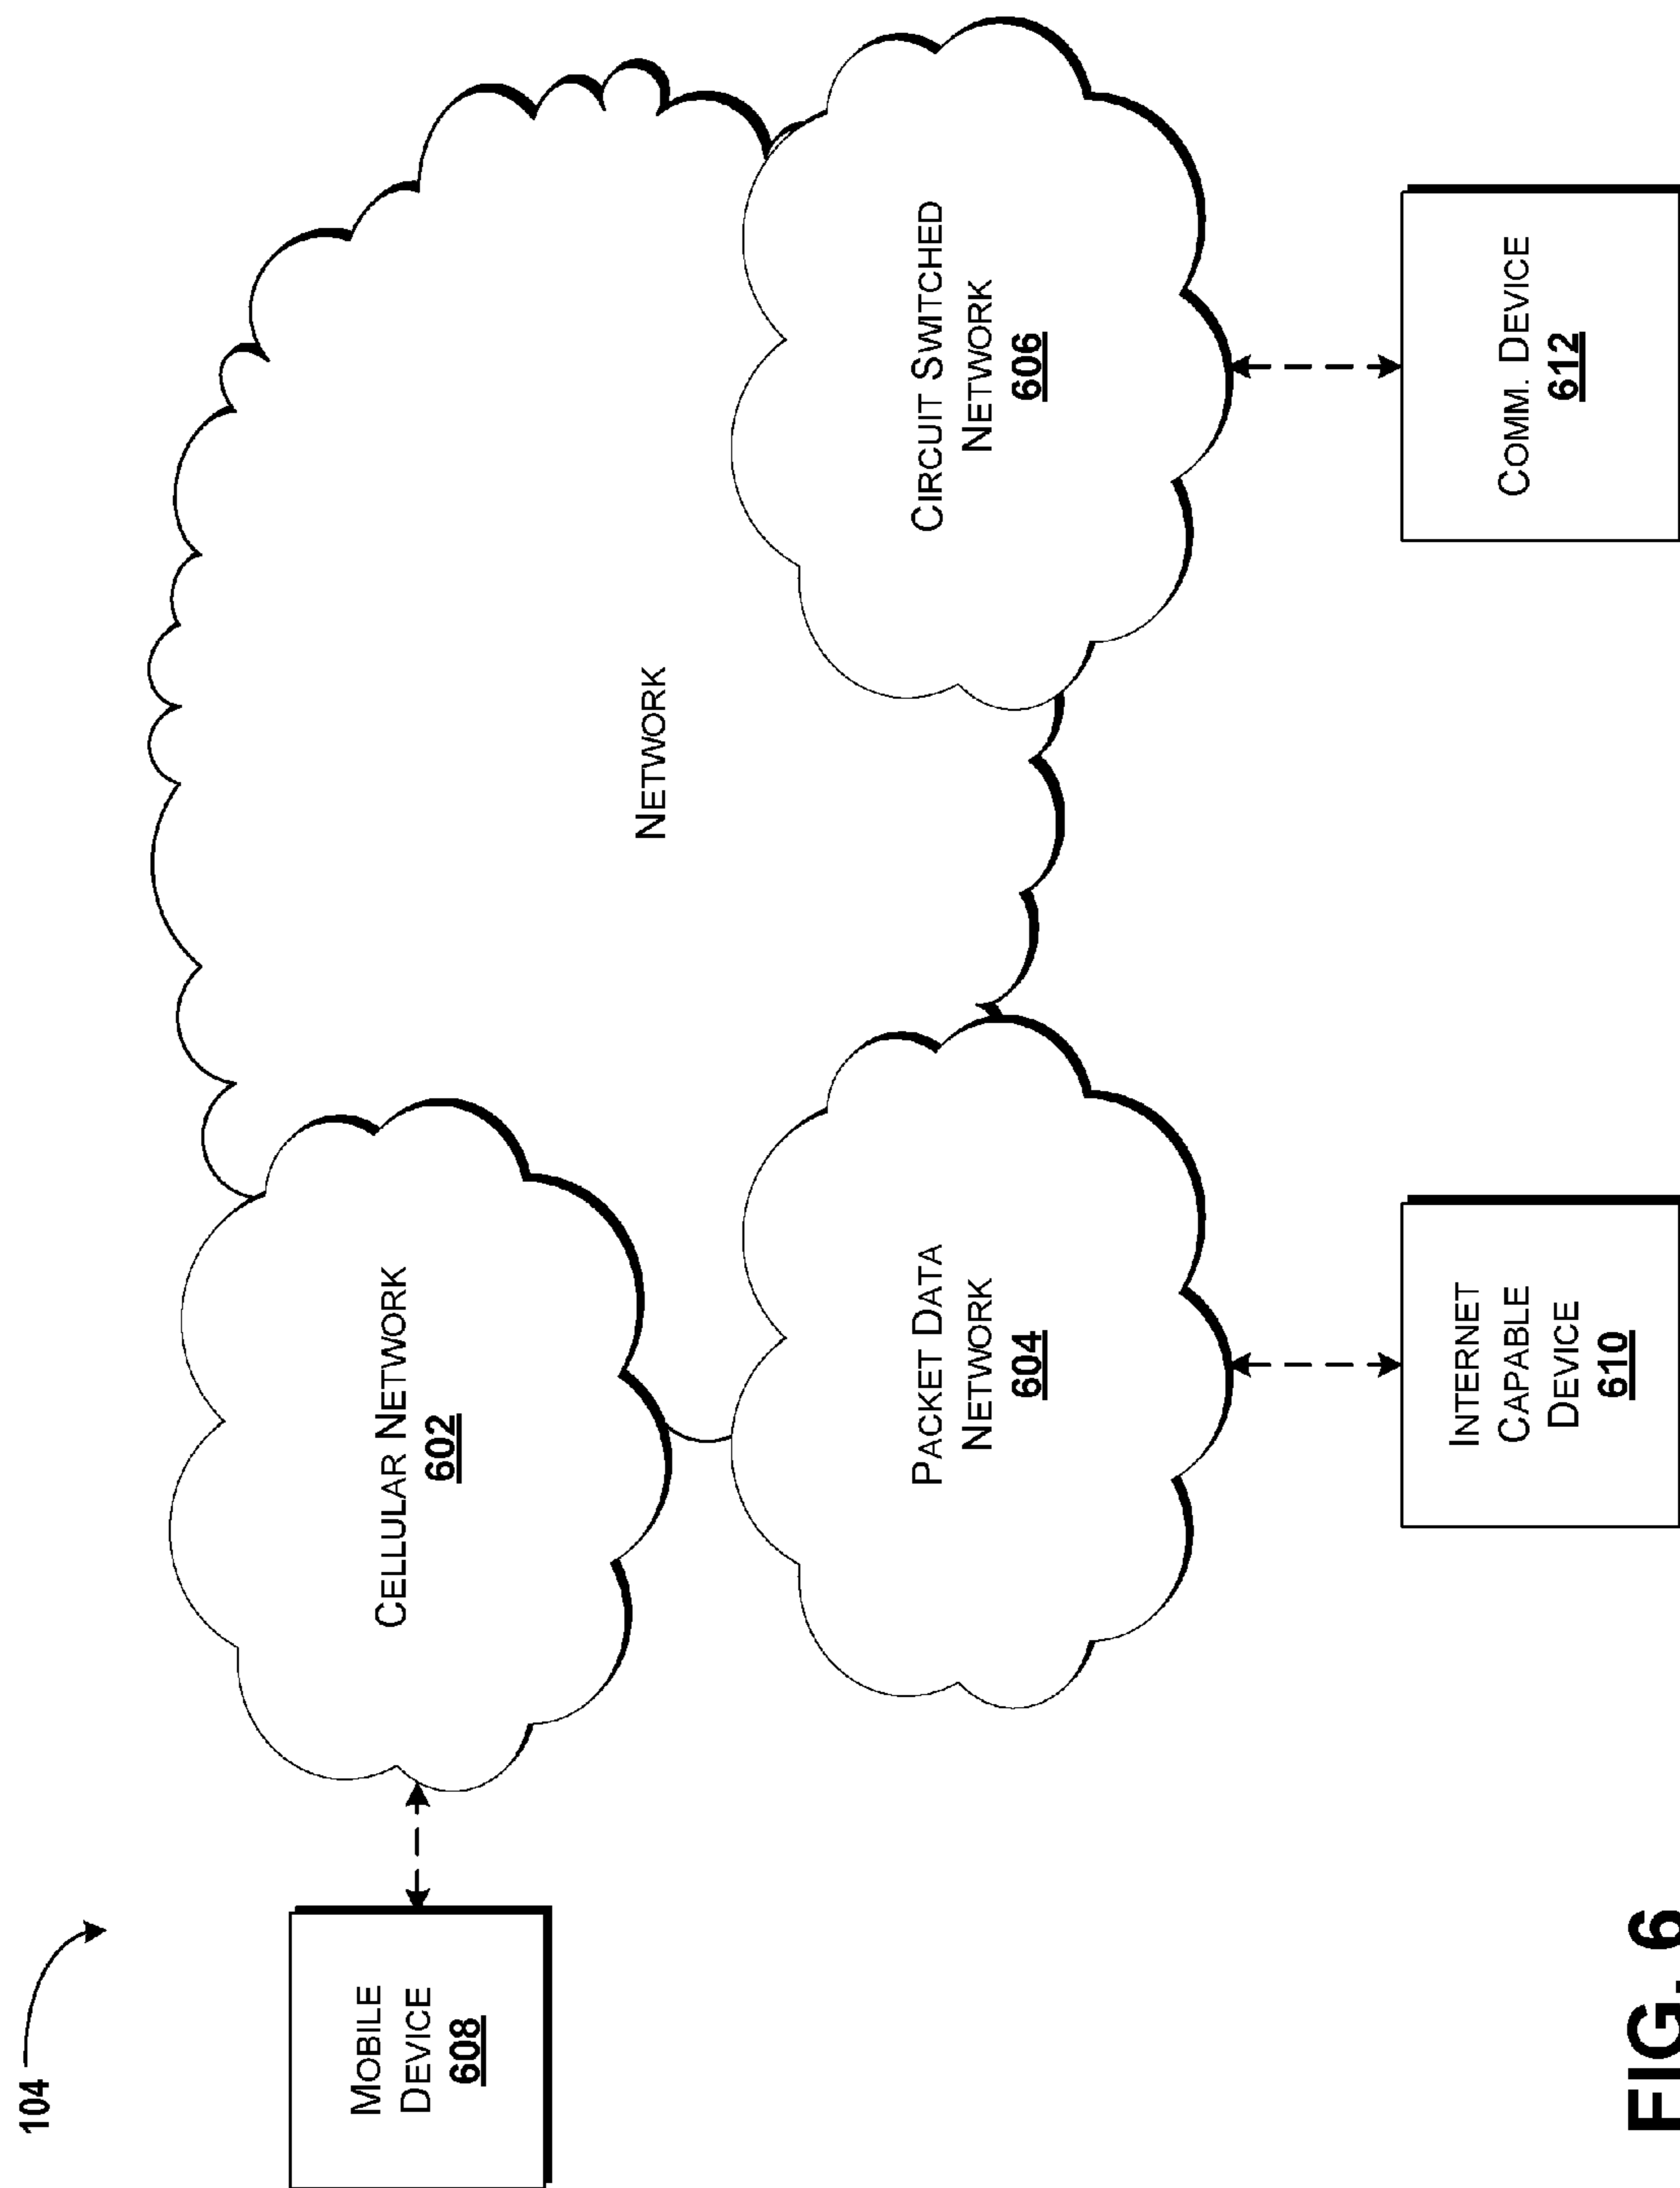 104
MOBILE
DEVICE
608
CELLULAR NETWORK
602
NETWORK
PACKET DATA
NETWORK
604
CIRCUIT SWITCHED
NETWORK
606
INTERNET
CAPABLE
DEVICE
610
COMM. DEVICE
612
FIG. 6